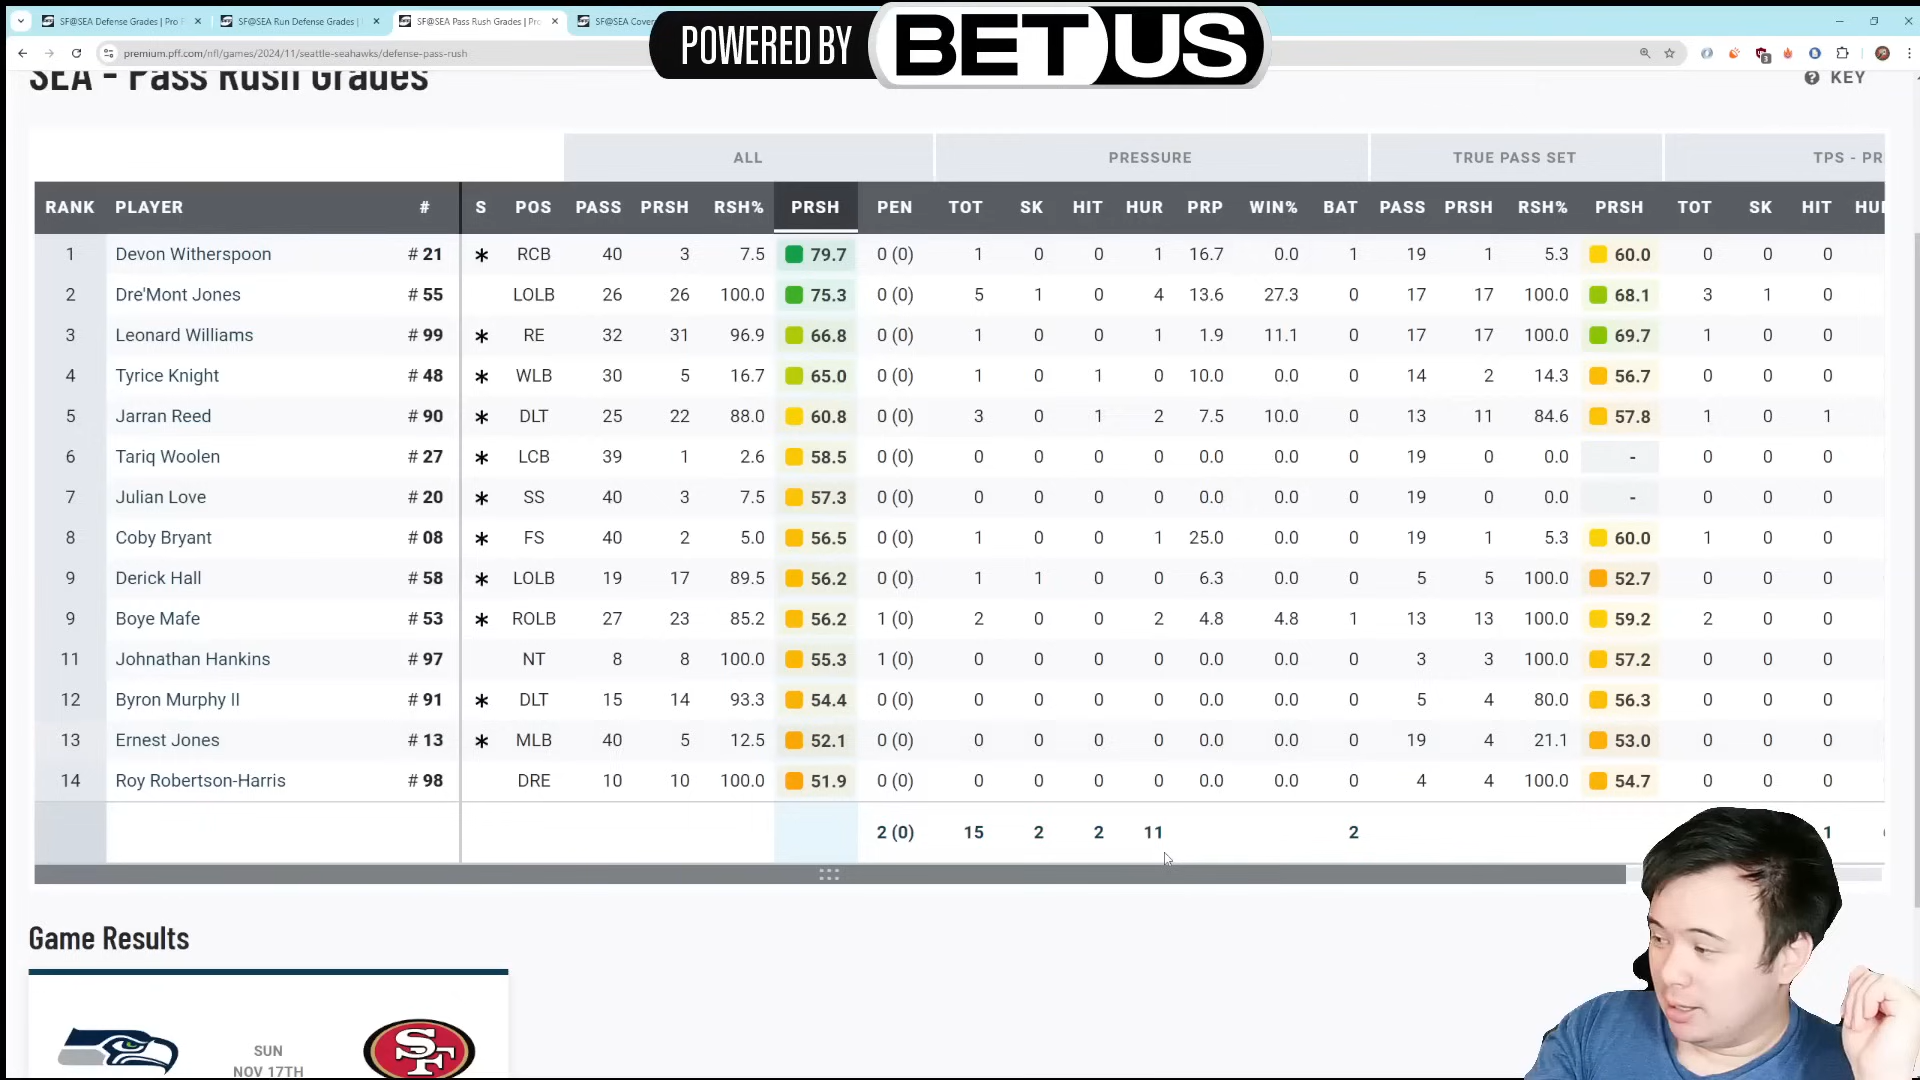 SF@SEA Defense Grades | Pro F
SF@SEA Run Defense Grades |
SF@SEA Pass Rush Grades | Pro
SF@SEA Cover
premium.pff.com/nfl/games/2024/11/seattle-seahawks/defense-pass-rush
POWERED BY BETUS
SEA - Pass Rush Grades
KEY
ALL PRESSURE TRUE PASS SET TPS - PR
RANK PLAYER # S POS PASS PRSH RSH% PRSH PEN TOT SK HIT HUR PRP WIN% BAT PASS PRSH RSH% PRSH TOT SK HIT HU
1 Devon Witherspoon # 21 * RCB 40 3 7.5 79.7 0 (0) 1 0 0 1 16.7 0.0 1 19 1 5.3 60.0 0 0 0
2 Dre'Mont Jones # 55 LOLB 26 26 100.0 75.3 0 (0) 5 1 0 4 13.6 27.3 0 17 17 100.0 68.1 3 1 0
3 Leonard Williams # 99 * RE 32 31 96.9 66.8 0 (0) 1 0 0 1 1.9 11.1 0 17 17 100.0 69.7 1 0 0
4 Tyrice Knight # 48 * WLB 30 5 16.7 65.0 0 (0) 1 0 1 0 10.0 0.0 0 14 2 14.3 56.7 0 0 0
5 Jarran Reed # 90 * DLT 25 22 88.0 60.8 0 (0) 3 0 1 2 7.5 10.0 0 13 11 84.6 57.8 1 0 1
6 Tariq Woolen # 27 * LCB 39 1 2.6 58.5 0 (0) 0 0 0 0 0.0 0.0 0 19 0 0.0 - 0 0 0
7 Julian Love # 20 * SS 40 3 7.5 57.3 0 (0) 0 0 0 0 0.0 0.0 0 19 0 0.0 - 0 0 0
8 Coby Bryant # 08 * FS 40 2 5.0 56.5 0 (0) 1 0 0 1 25.0 0.0 0 19 1 5.3 60.0 1 0 0
9 Derick Hall # 58 * LOLB 19 17 89.5 56.2 0 (0) 1 1 0 0 6.3 0.0 0 5 5 100.0 52.7 0 0 0
9 Boye Mafe # 53 * ROLB 27 23 85.2 56.2 1 (0) 2 0 0 2 4.8 4.8 1 13 13 100.0 59.2 2 0 0
11 Johnathan Hankins # 97 NT 8 8 100.0 55.3 1 (0) 0 0 0 0 0.0 0.0 0 3 3 100.0 57.2 0 0 0
12 Byron Murphy II # 91 * DLT 15 14 93.3 54.4 0 (0) 0 0 0 0 0.0 0.0 0 5 4 80.0 56.3 0 0 0
13 Ernest Jones # 13 * MLB 40 5 12.5 52.1 0 (0) 0 0 0 0 0.0 0.0 0 19 4 21.1 53.0 0 0 0
14 Roy Robertson-Harris # 98 DRE 10 10 100.0 51.9 0 (0) 0 0 0 0 0.0 0.0 0 4 4 100.0 54.7 0 0 0
2 (0) 15 2 2 11 2 1
Game Results
SF
SUN
NOV 17TH